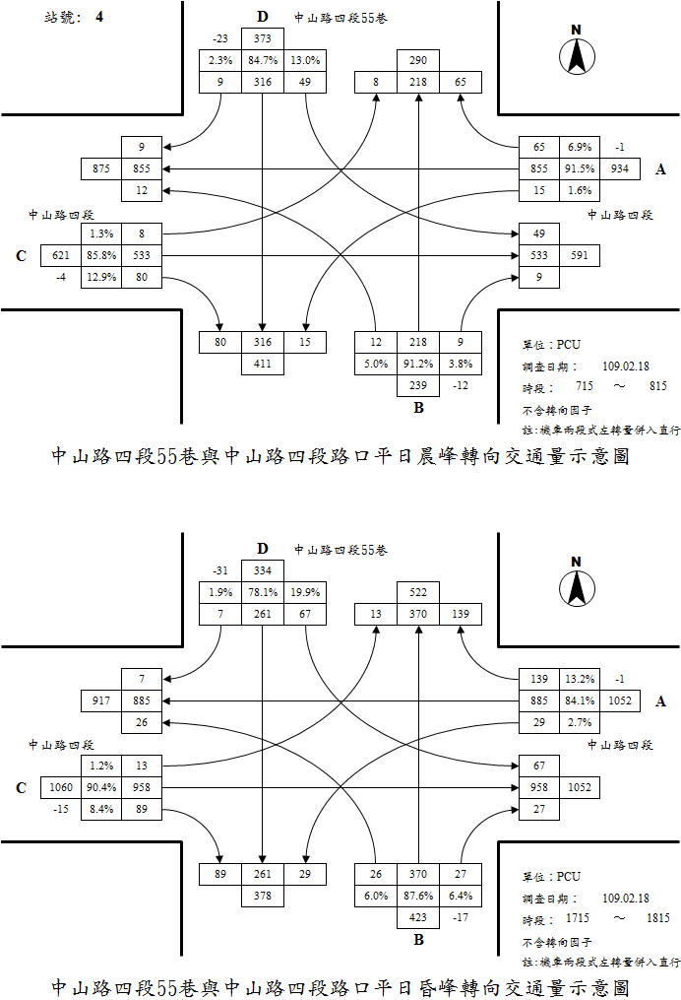 站號： 4
D 中山路四段55巷
-23 373
2.3% 84.7% 13.0%
9 316 49
290
8 218 65
N
9
875 855
12
65 6.9% -1
855 91.5% 934
15 1.6%
A
中山路四段
中山路四段
1.3% 8
C 621 85.8% 533
-4 12.9% 80
49
533 591
9
80 316 15
411
12 218 9
5.0% 91.2% 3.8%
239 -12
B
單位：PCU
調查日期： 109.02.18
時段： 715 ～ 815
不含轉向因子
註:機車兩段式左轉量併入直行
中山路四段55巷與中山路四段路口平日晨峰轉向交通量示意圖
D 中山路四段55巷
-31 334
1.9% 78.1% 19.9%
7 261 67
522
13 370 139
N
7
917 885
26
139 13.2% -1
885 84.1% 1052
29 2.7%
A
中山路四段
中山路四段
1.2% 13
C 1060 90.4% 958
-15 8.4% 89
67
958 1052
27
89 261 29
378
26 370 27
6.0% 87.6% 6.4%
423 -17
B
單位：PCU
調查日期： 109.02.18
時段： 1715 ～ 1815
不含轉向因子
註:機車兩段式左轉量併入直行
中山路四段55巷與中山路四段路口平日昏峰轉向交通量示意圖